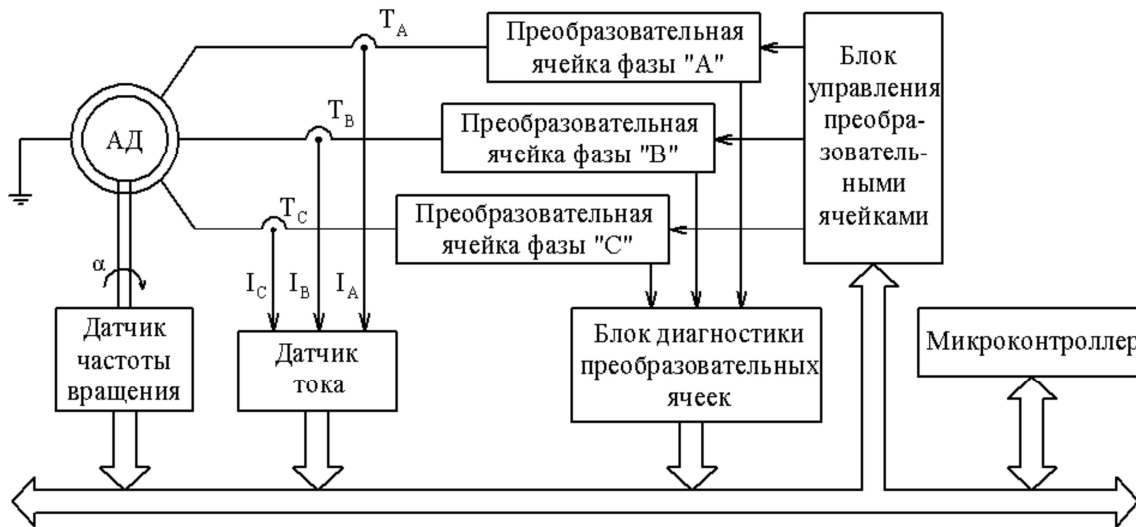 T_A
Преобразовательная
ячейка фазы "A"
Блок
управления
преобра-
зователь-
ными
ячейками
T_B
Преобразовательная
ячейка фазы "B"
АД
T_C
Преобразовательная
ячейка фазы "C"
α
I_C
I_B
I_A
Датчик
частоты
вращения
Датчик
тока
Блок диагностики
преобразовательных
ячеек
Микроконтроллер